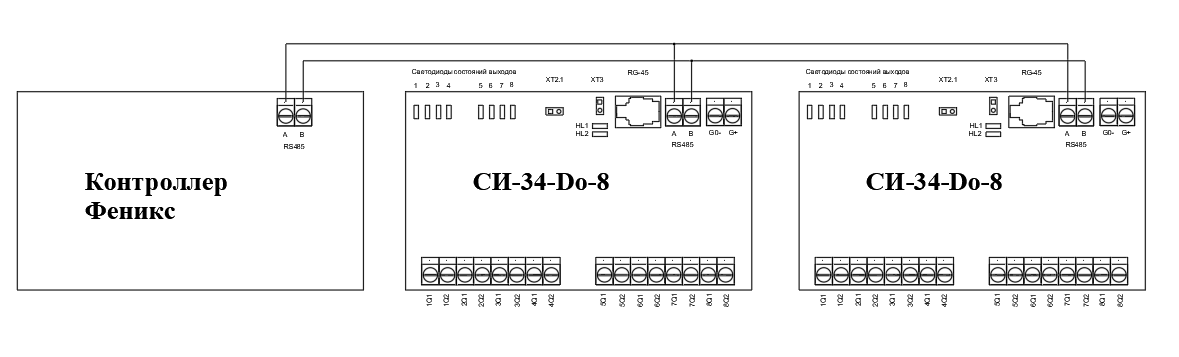 Светодиоды состояний выходов
1 2 3 4 5 6 7 8
XT2.1
XT3
RG-45
HL1
HL2
A B
RS485
G0- G+
Светодиоды состояний выходов
1 2 3 4 5 6 7 8
XT2.1
XT3
RG-45
HL1
HL2
A B
RS485
G0- G+
A B
RS485
Контроллер
Феникс
СИ-34-Do-8
СИ-34-Do-8
1Q1 1Q2 2Q1 2Q2 3Q1 3Q2 4Q1 4Q2
5Q1 5Q2 6Q1 6Q2 7Q1 7Q2 8Q1 8Q2
1Q1 1Q2 2Q1 2Q2 3Q1 3Q2 4Q1 4Q2
5Q1 5Q2 6Q1 6Q2 7Q1 7Q2 8Q1 8Q2